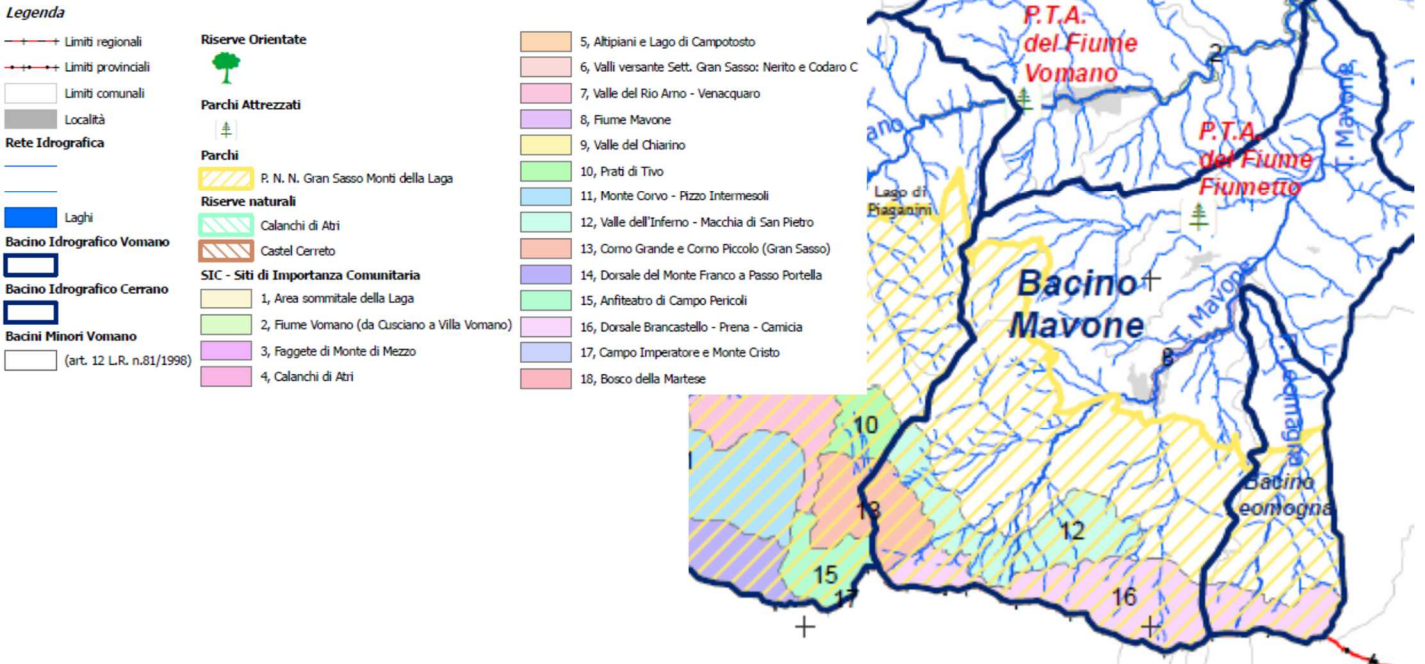 Legenda
Limiti regionali
Limiti provinciali
Limiti comunali
Località
Rete Idrografica
Laghi
Bacino Idrografico Vomano
Bacino Idrografico Cerrano
Bacini Minori Vomano
(art. 12 L.R. n.81/1998)
Riserve Orientate
Parchi Attrezzati
Parchi
P. N. N. Gran Sasso Monti della Laga
Riserve naturali
Calanchi di Atri
Castel Cerreto
SIC - Siti di Importanza Comunitaria
1, Area sommitale della Laga
2, Fiume Vomano (da Cusciano a Villa Vomano)
3, Faggete di Monte di Mezzo
4, Calanchi di Atri
5, Altipiani e Lago di Campotosto
6, Valli versante Sett. Gran Sasso: Nerito e Codaro C
7, Valle del Rio Arno - Venacquaro
8, Fiume Mavone
9, Valle del Chiarino
10, Prati di Tivo
11, Monte Corvo - Pizzo Intermesoli
12, Valle dell'Inferno - Macchia di San Pietro
13, Corno Grande e Corno Piccolo (Gran Sasso)
14, Dorsale del Monte Franco a Passo Portella
15, Anfiteatro di Campo Pericoli
16, Dorsale Brancastello - Prena - Camicia
17, Campo Imperatore e Monte Cristo
18, Bosco della Martese
P.T.A.
del Fiume
Vomano
2
T. Mavone
ano
P.T.A.
del Fiume
Fiumetto
Lago di
Piaganini
Bacino
Mavone
T. Mavone
8
eomagna
10
Bacino
eomogna
13
12
15
17
16